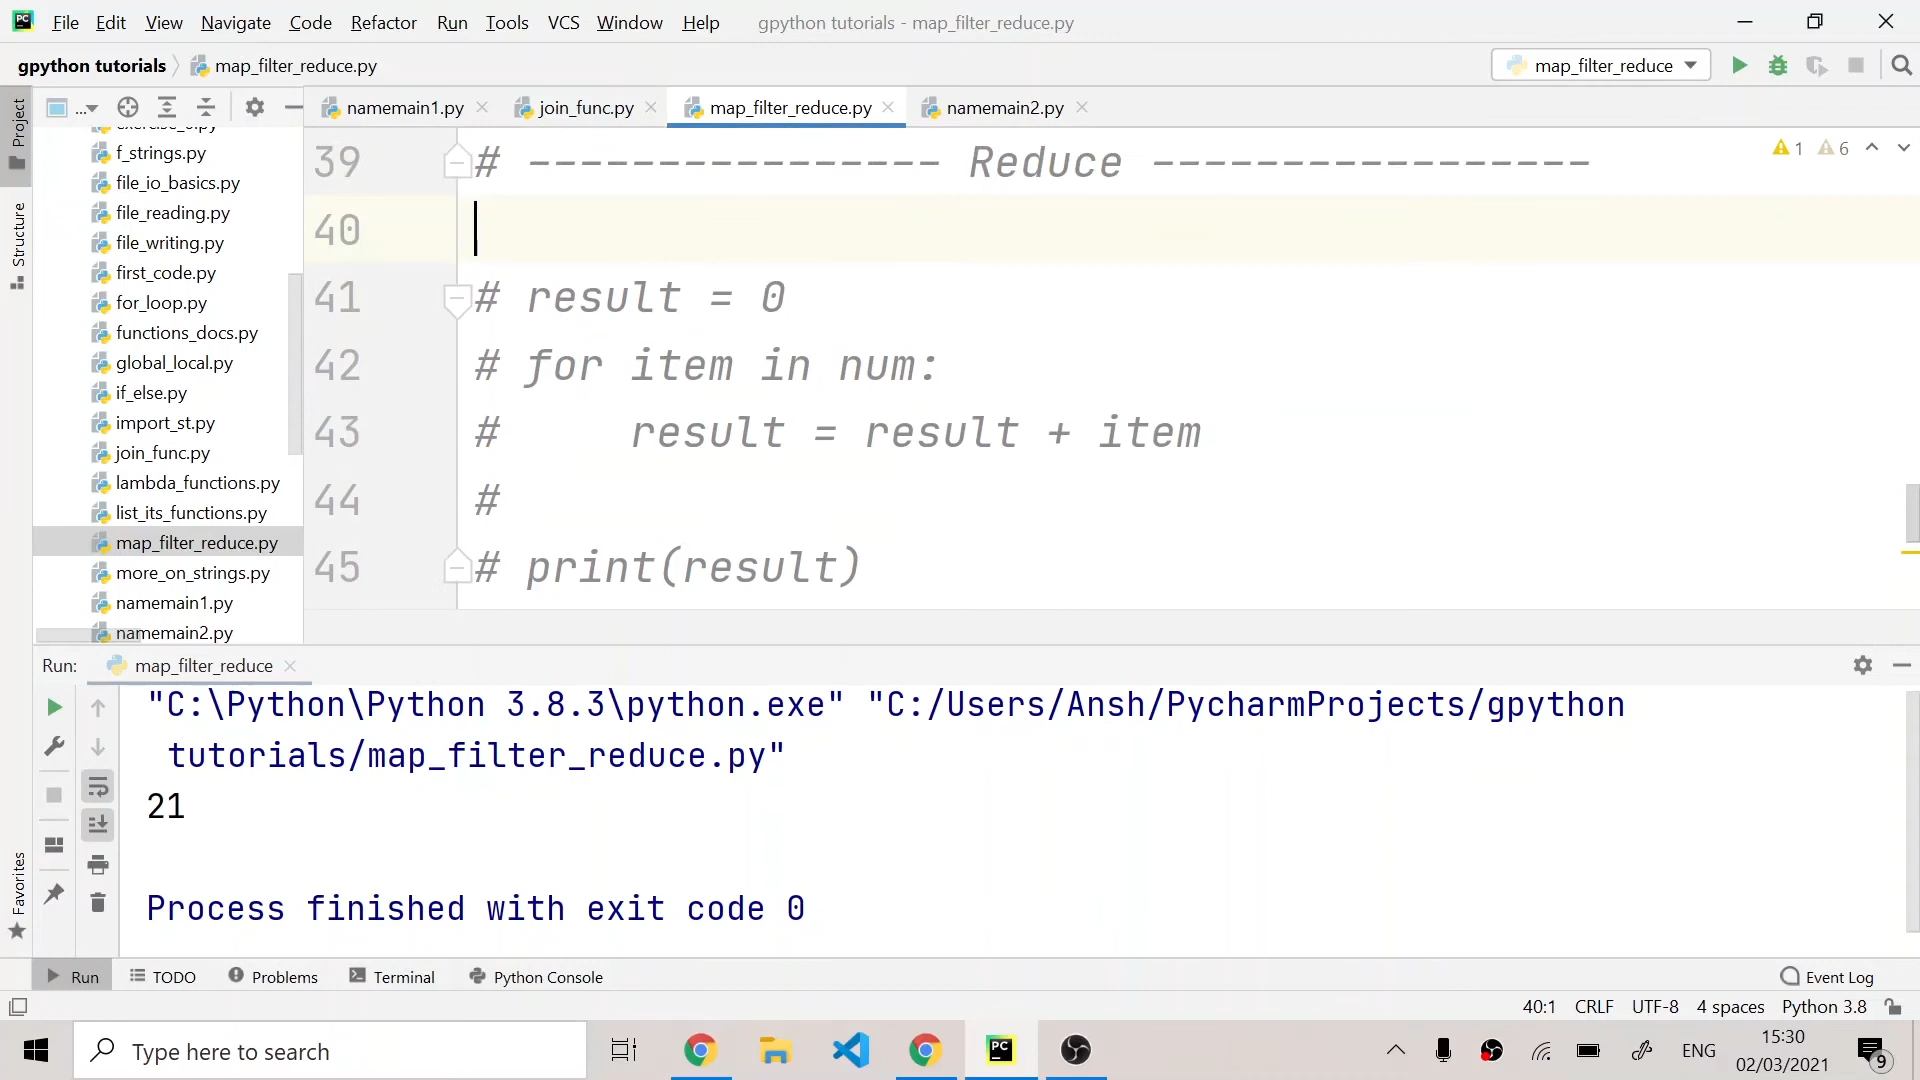 File Edit View Navigate Code Refactor Run Tools VCS Window Help gpython tutorials - map_filter_reduce.py
gpython tutorials map_filter_reduce.py map_filter_reduce
... namemain1.py join_func.py map_filter_reduce.py namemain2.py
Project
Structure
Favorites
f_strings.py
file_io_basics.py
file_reading.py
file_writing.py
first_code.py
for_loop.py
functions_docs.py
global_local.py
if_else.py
import_st.py
join_func.py
lambda_functions.py
list_its_functions.py
map_filter_reduce.py
more_on_strings.py
namemain1.py
namemain2.py
39 # ---------------- Reduce -----------------
1 6
40
41 # result = 0
42 # for item in num:
43 #     result = result + item
44 #
45 # print(result)
Run: map_filter_reduce
"C:\Python\Python 3.8.3\python.exe" "C:/Users/Ansh/PycharmProjects/gpython
tutorials/map_filter_reduce.py"
21
Process finished with exit code 0
Run TODO Problems Terminal Python Console Event Log
40:1 CRLF UTF-8 4 spaces Python 3.8
Type here to search PC ENG 15:30
02/03/2021 9